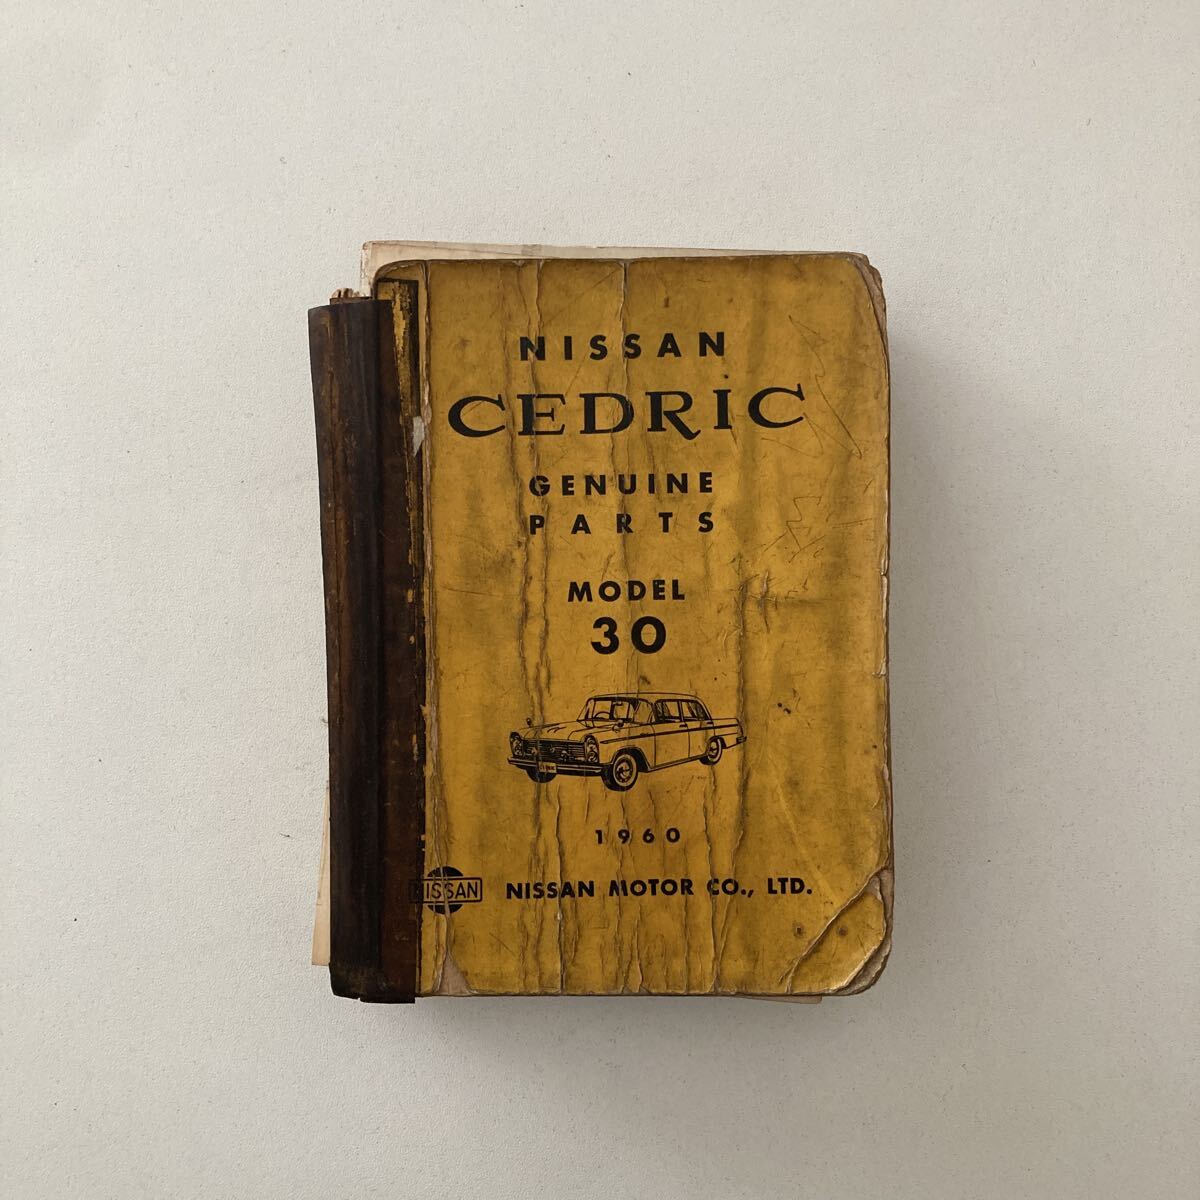 NISSAN
CEDRIC
GENUINE
PARTS
MODEL
30
1960
NISSAN NISSAN MOTOR CO., LTD.